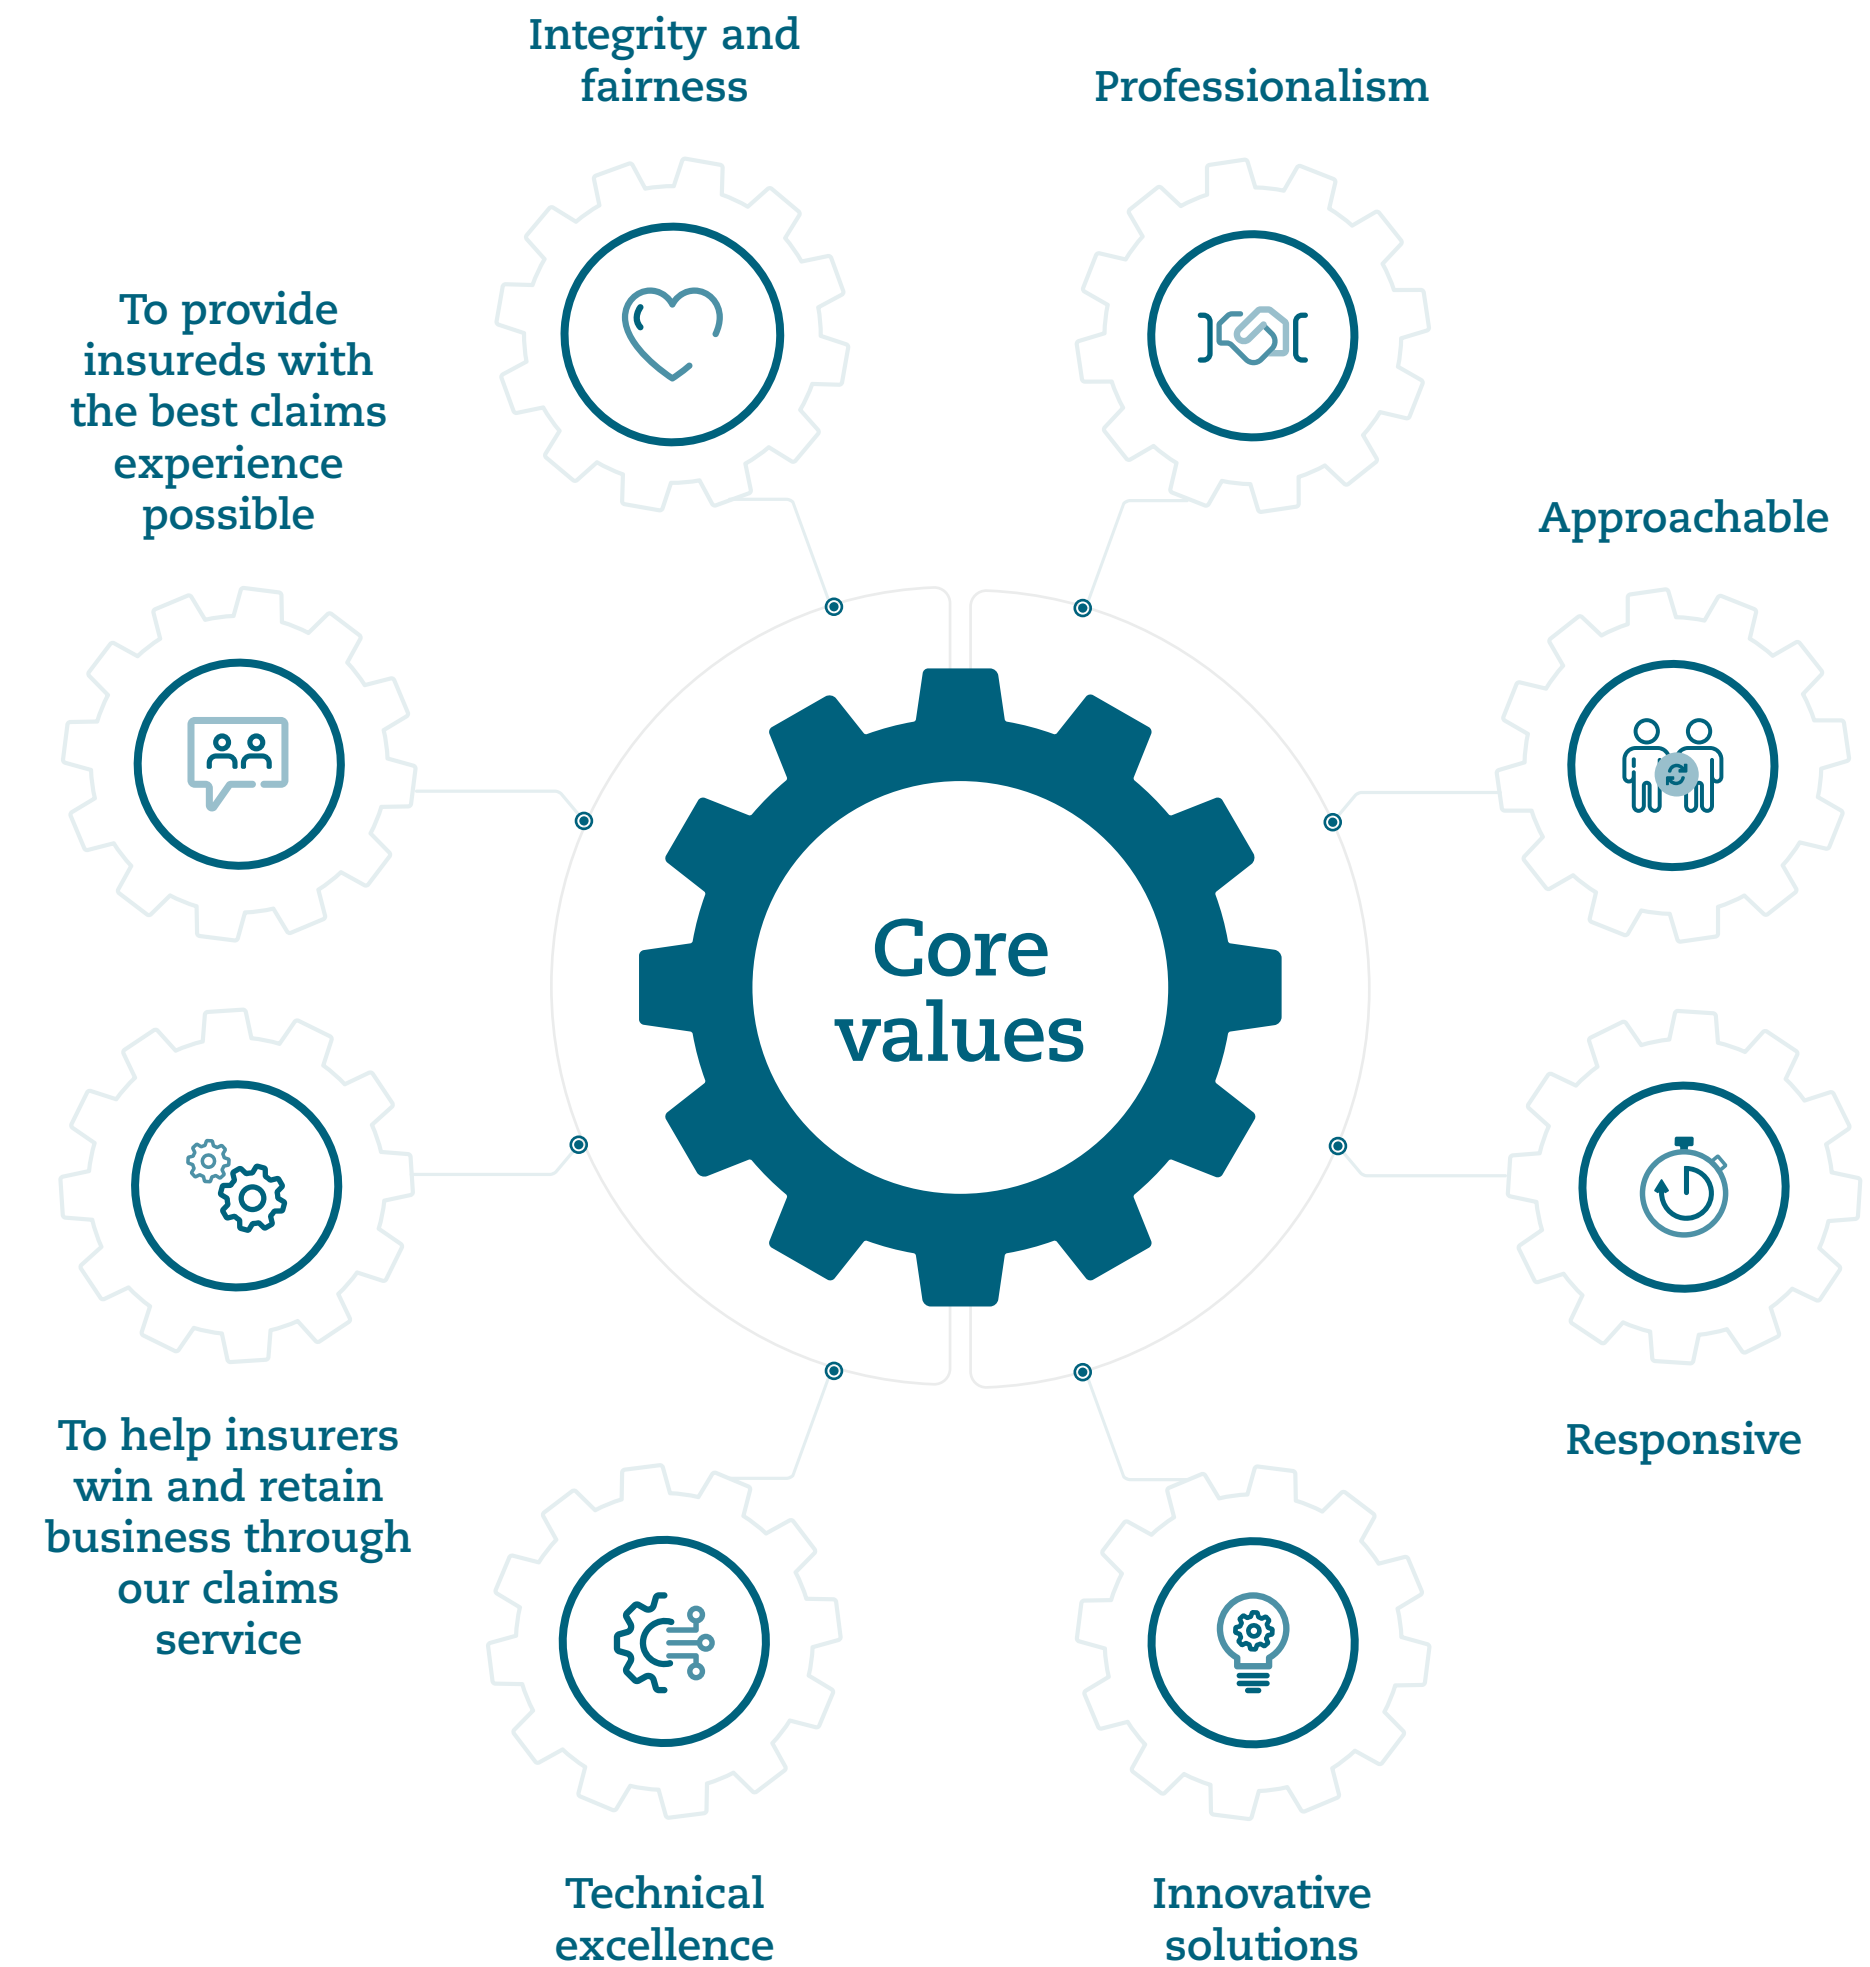 Integrity and
fairness
Professionalism
To provide
insureds with
the best claims
experience
possible
Approachable
Core
values
To help insurers
win and retain
business through
our claims
service
Responsive
Technical
excellence
Innovative
solutions